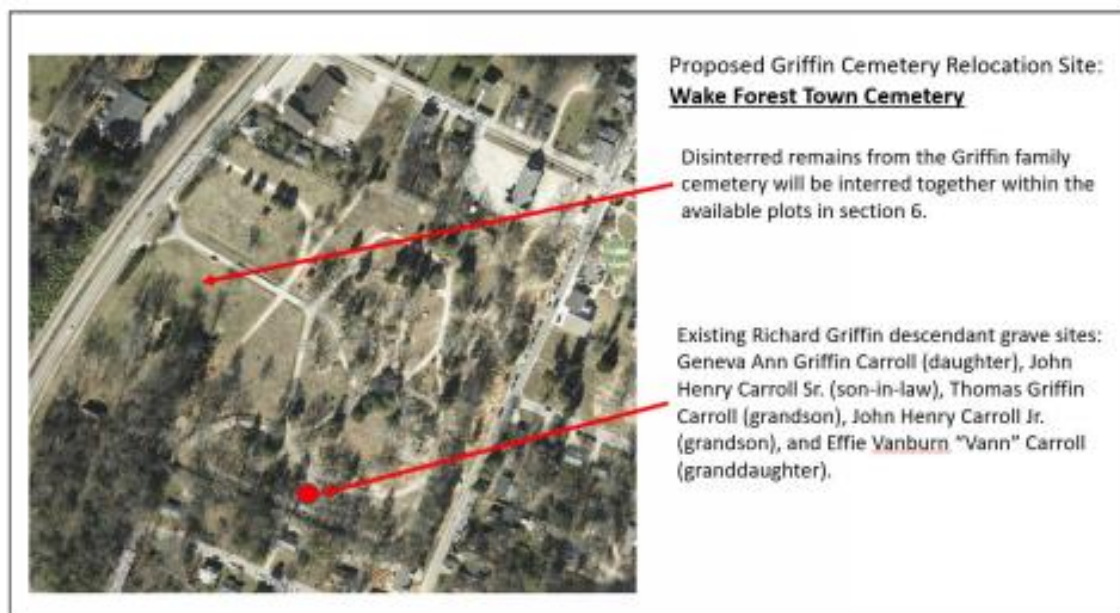 Proposed Griffin Cemetery Relocation Site:
Wake Forest Town Cemetery
Disinterred remains from the Griffin family
cemetery will be interred together within the
available plots in section 6.
Existing Richard Griffin descendant grave sites:
Geneva Ann Griffin Carroll (daughter), John
Henry Carroll Sr. (son-in-law), Thomas Griffin
Carroll (grandson), John Henry Carroll Jr.
(grandson), and Effie Vanburn “Vann” Carroll
(granddaughter).